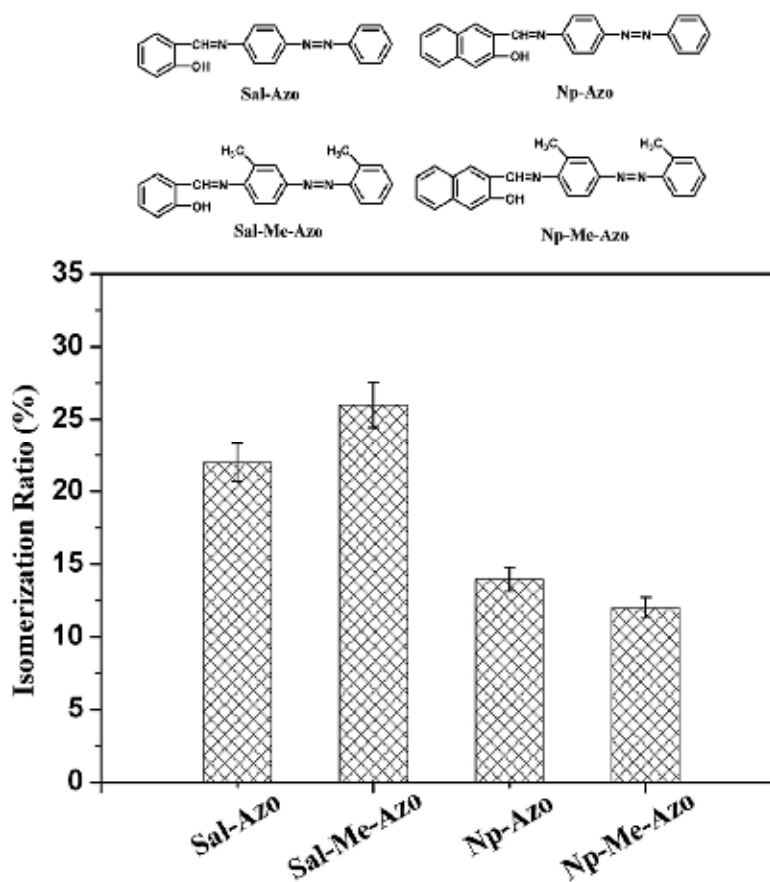 CH=N N=N
OH
Sal-Azo
CH=N N=N
OH
Np-Azo
H₃C H₃C
CH=N N=N
OH
Sal-Me-Azo
H₃C H₃C
CH=N N=N
OH
Np-Me-Azo
Isomerization Ratio (%)
35
30
25
20
15
10
5
0
Sal-Azo
Sal-Me-Azo
Np-Azo
Np-Me-Azo